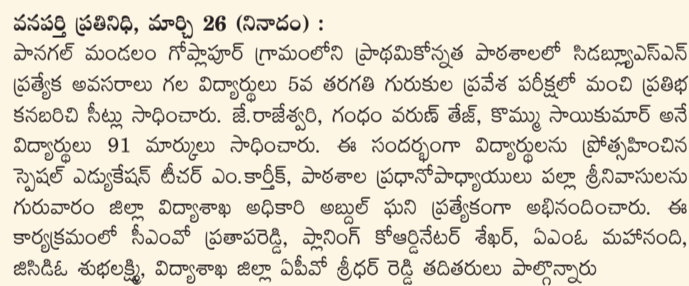 వనపర్తి ప్రతినిధి, మార్చి 26 (నినాదం) :
పానగల్ మండలం గోప్లాపూర్ గ్రామంలోని ప్రాథమికోన్నత పాఠశాలలో సిడబ్ల్యూఎస్ఎన్
ప్రత్యేక అవసరాలు గల విద్యార్థులు 5వ తరగతి గురుకుల ప్రవేశ పరీక్షలో మంచి ప్రతిభ
కనబరిచి సీట్లు సాధించారు. జే.రాజేశ్వరి, గంధం వరుణ్ తేజ్, కొమ్ము సాయికుమార్ అనే
విద్యార్థులు 91 మార్కులు సాధించారు. ఈ సందర్భంగా విద్యార్థులను ప్రోత్సహించిన
స్పెషల్ ఎడ్యుకేషన్ టీచర్ ఎం.కార్తీక్, పాఠశాల ప్రధానోపాధ్యాయులు పల్లా శ్రీనివాసులను
గురువారం జిల్లా విద్యాశాఖ అధికారి అబ్దుల్ ఘని ప్రత్యేకంగా అభినందించారు. ఈ
కార్యక్రమంలో సీఎంవో ప్రతాపరెడ్డి, ప్లానింగ్ కోఆర్డినేటర్ శేఖర్, ఏఎంఓ మహానంది,
జిసిడిఓ శుభలక్ష్మి, విద్యాశాఖ జిల్లా ఏపీవో శ్రీధర్ రెడ్డి తదితరులు పాల్గొన్నారు